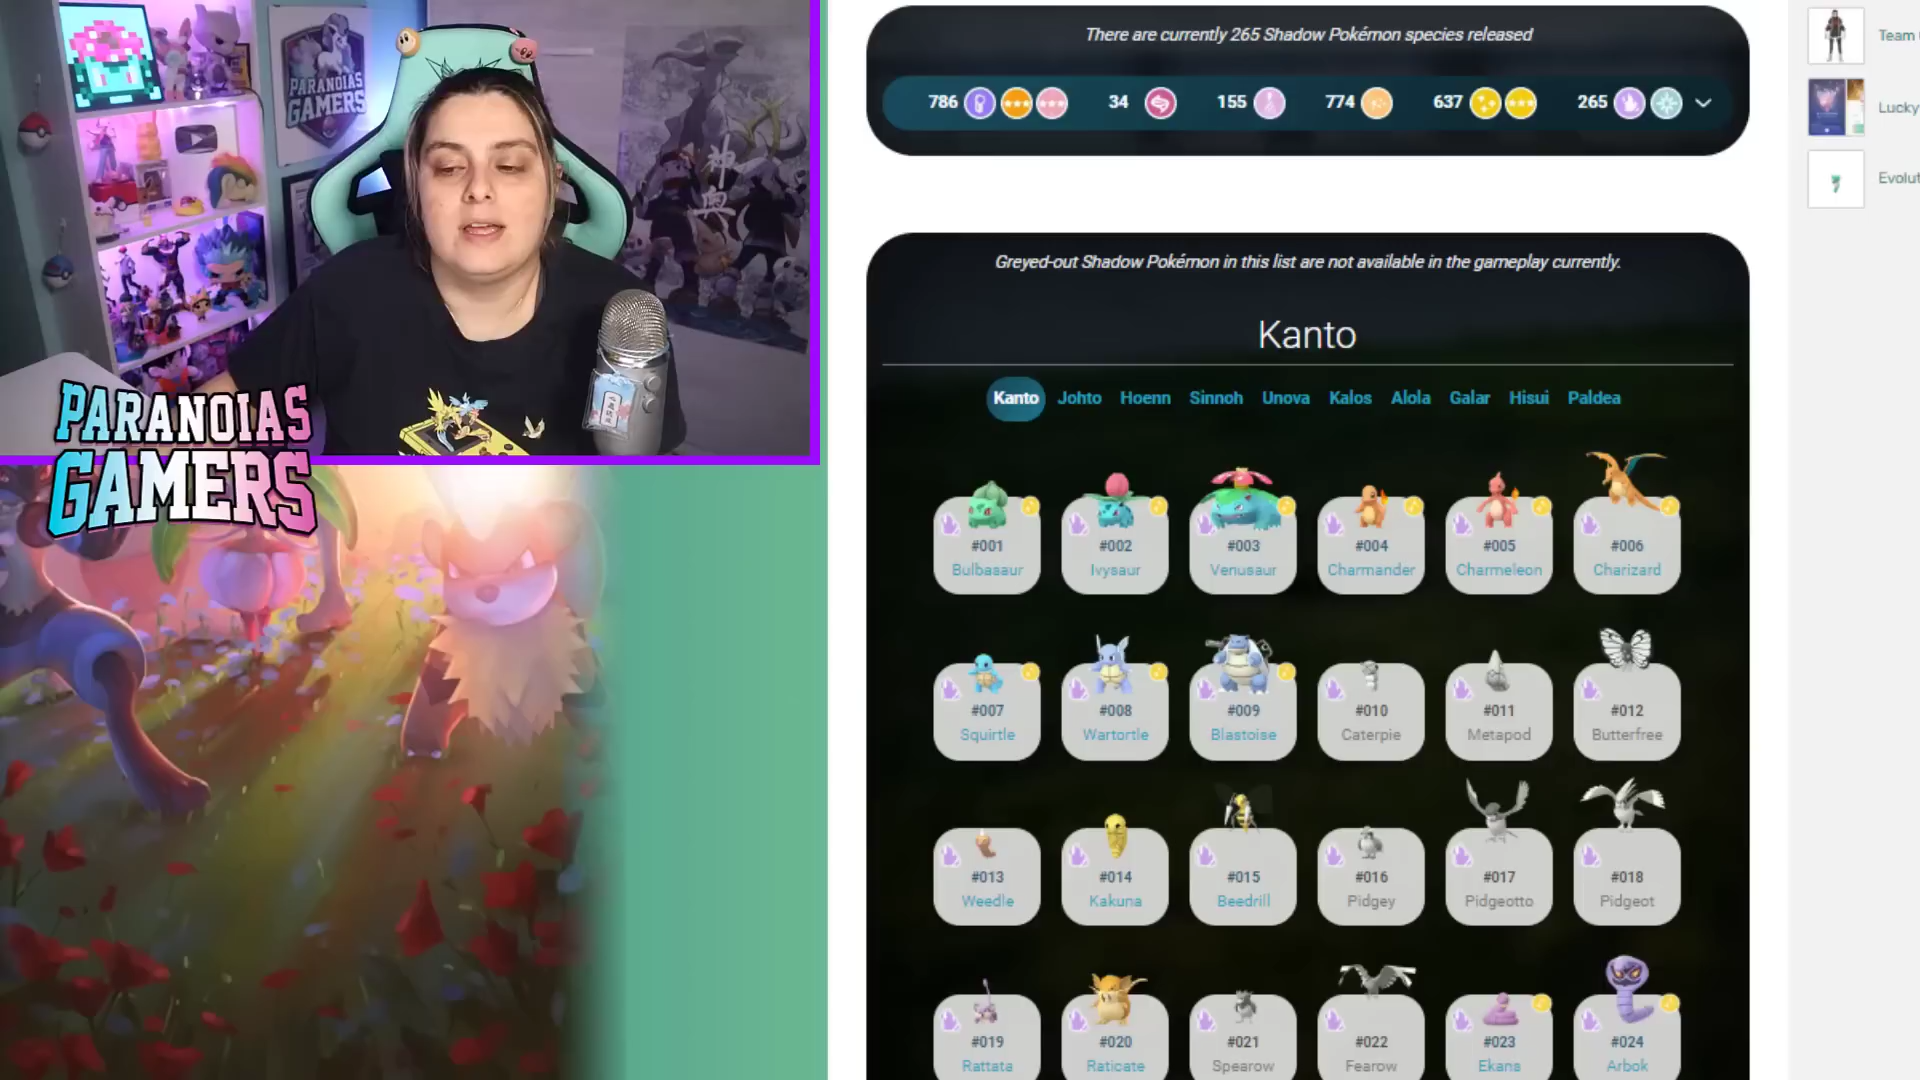 PARANOIAS
GAMERS
神奥
PARANOIAS
GAMERS
There are currently 265 Shadow Pokémon species released
786 34 155 774 637 265
Greyed-out Shadow Pokémon in this list are not available in the gameplay currently.
Kanto
Kanto Johto Hoenn Sinnoh Unova Kalos Alola Galar Hisui Paldea
#001 #002 #003 #004 #005 #006
Bulbasaur Ivysaur Venusaur Charmander Charmeleon Charizard
#007 #008 #009 #010 #011 #012
Squirtle Wartortle Blastoise Caterpie Metapod Butterfree
#013 #014 #015 #016 #017 #018
Weedle Kakuna Beedrill Pidgey Pidgeotto Pidgeot
#019 #020 #021 #022 #023 #024
Rattata Raticate Spearow Fearow Ekans Arbok
Team
Lucky
Evolut